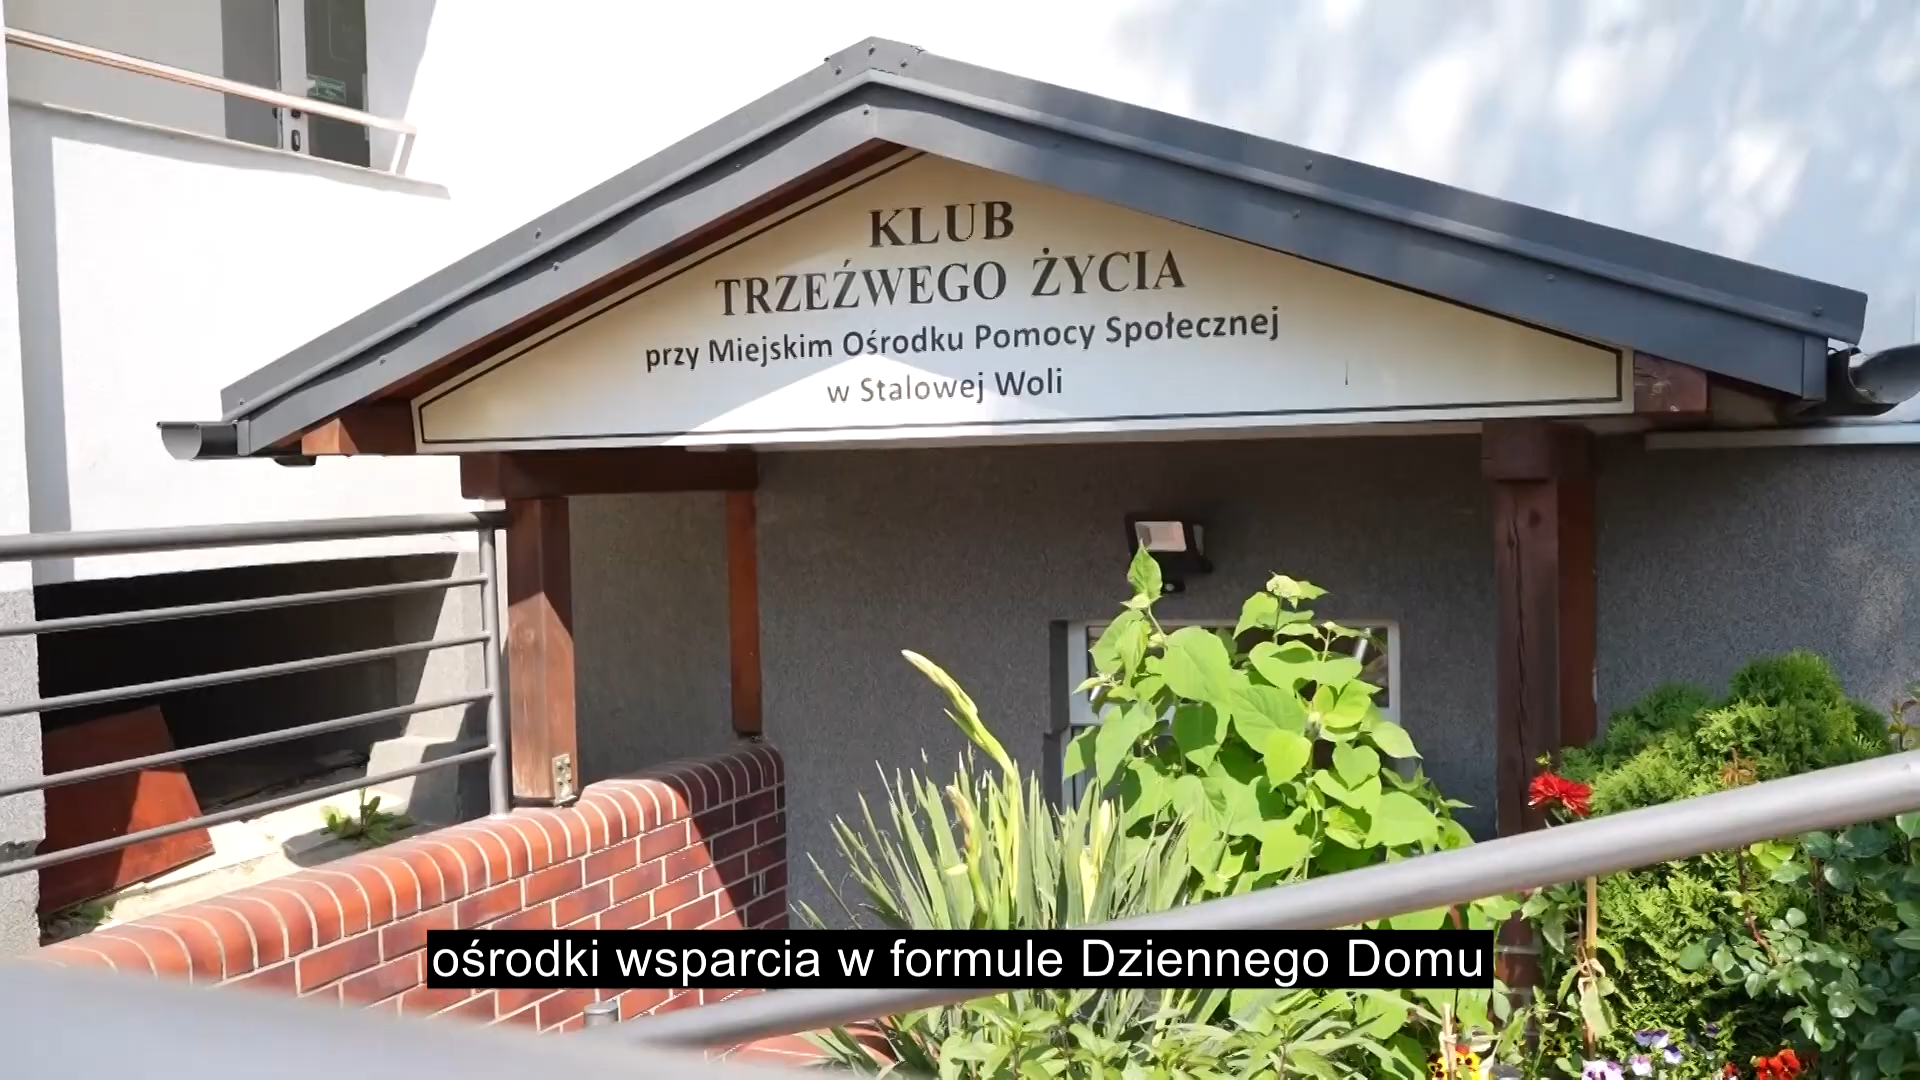 KLUB
TRZEŹWEGO ŻYCIA
przy Miejskim Ośrodku Pomocy Społecznej
w Stalowej Woli
ośrodki wsparcia w formule Dziennego Domu